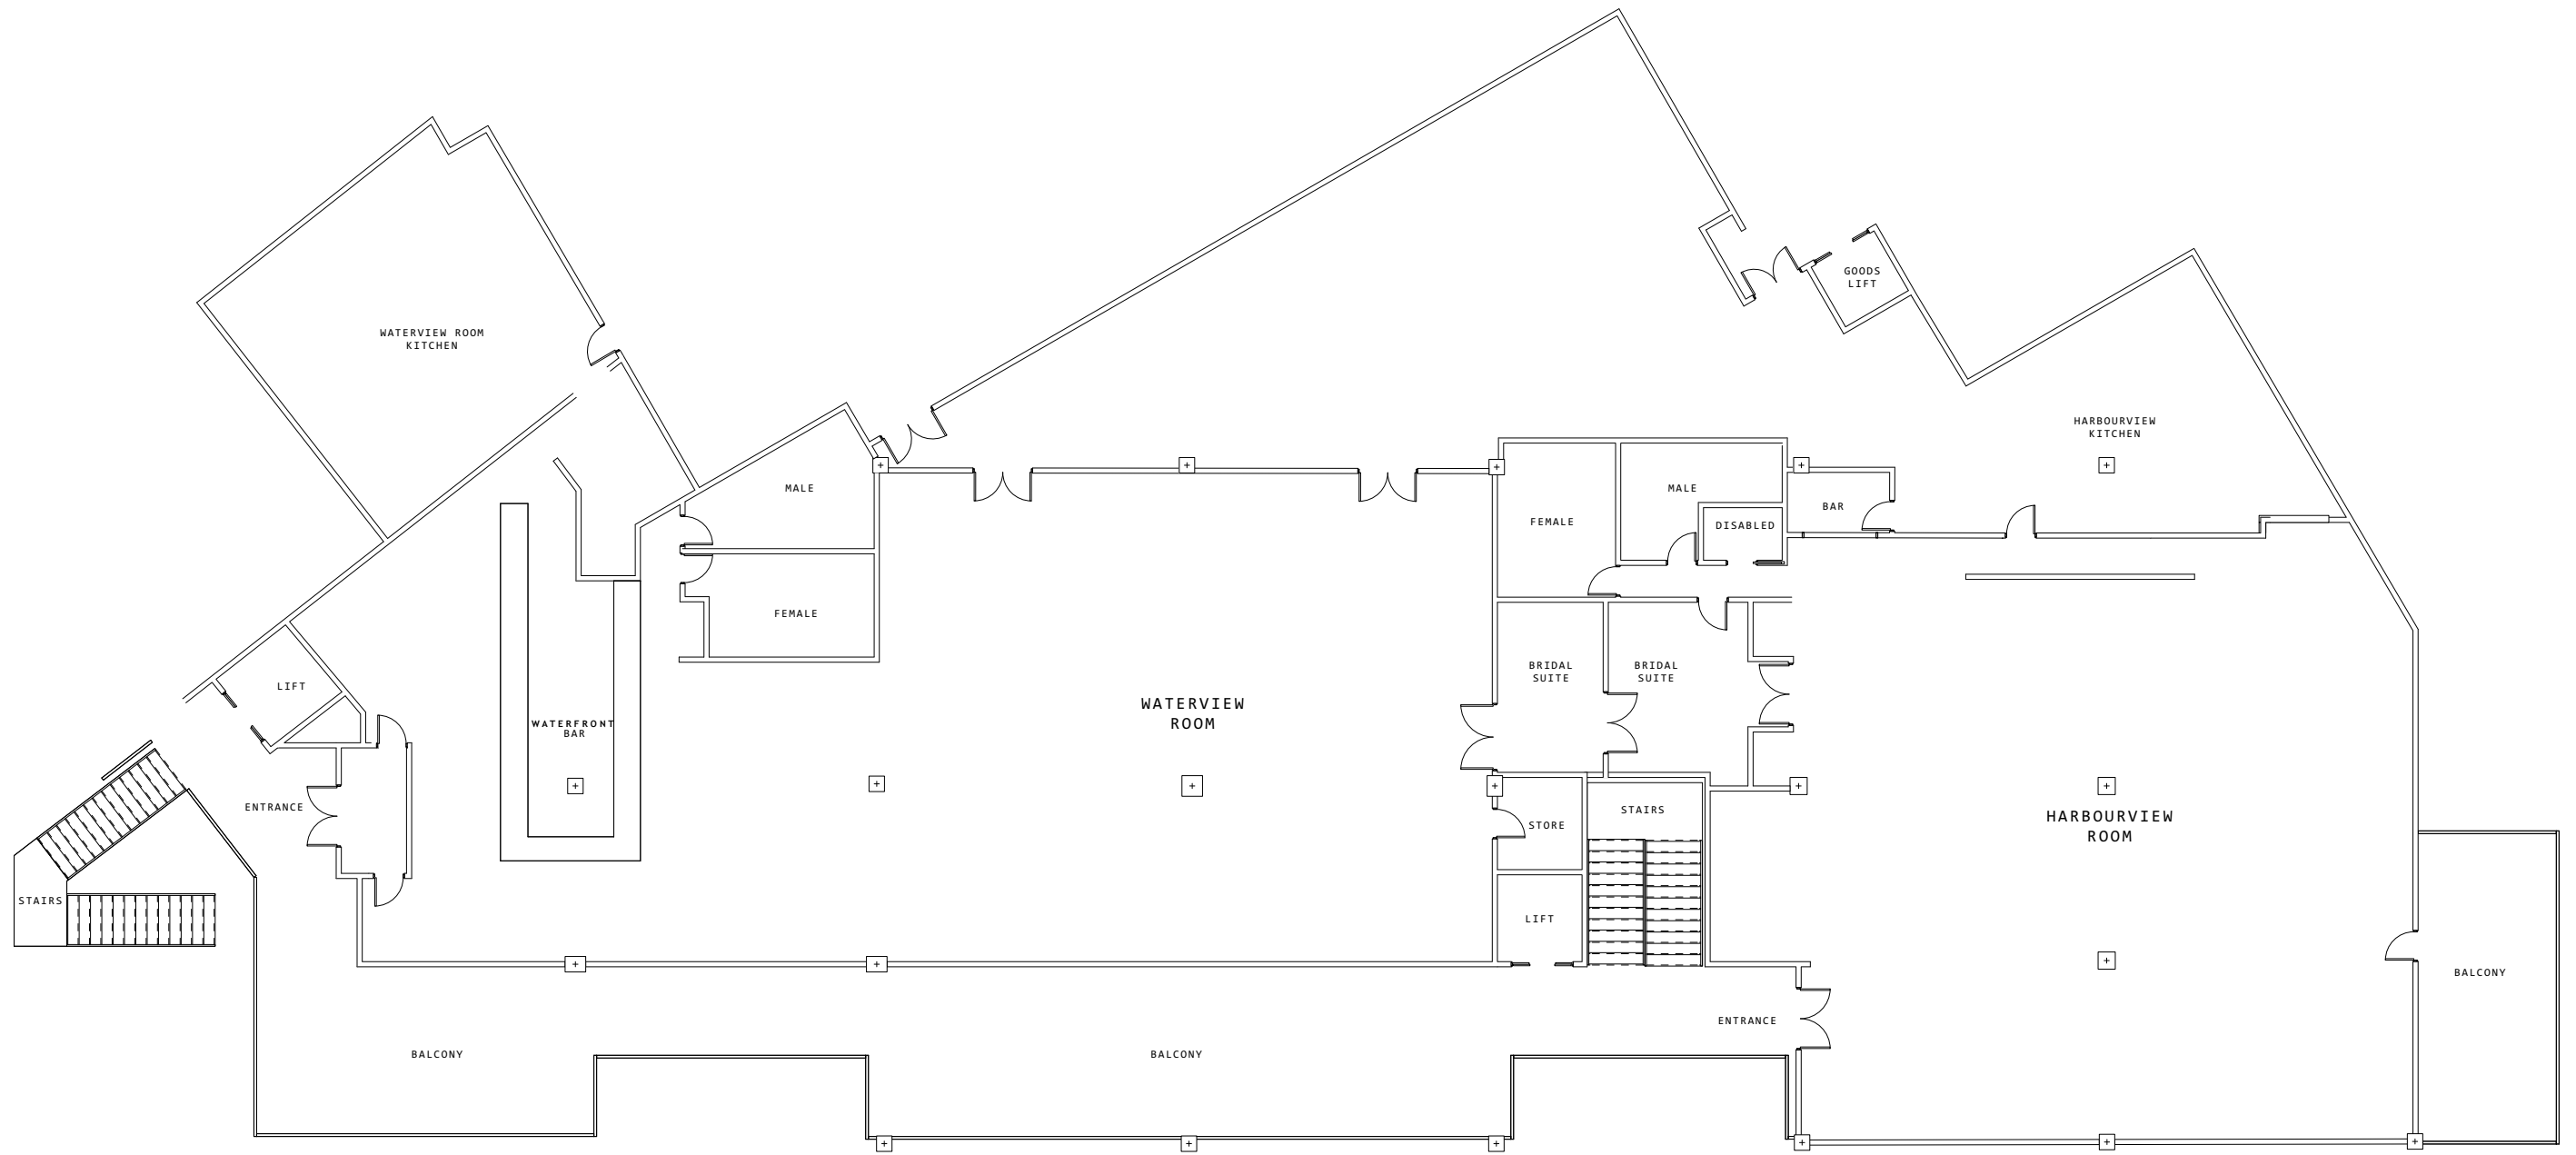 GOODS
LIFT
WATERVIEW ROOM
KITCHEN
HARBOURVIEW
KITCHEN
MALE
MALE
BAR
FEMALE
DISABLED
FEMALE
BRIDAL
SUITE
BRIDAL
SUITE
LIFT
WATERVIEW
ROOM
WATERFRONT
BAR
ENTRANCE
STAIRS
STORE
HARBOURVIEW
ROOM
STAIRS
LIFT
BALCONY
ENTRANCE
BALCONY
BALCONY